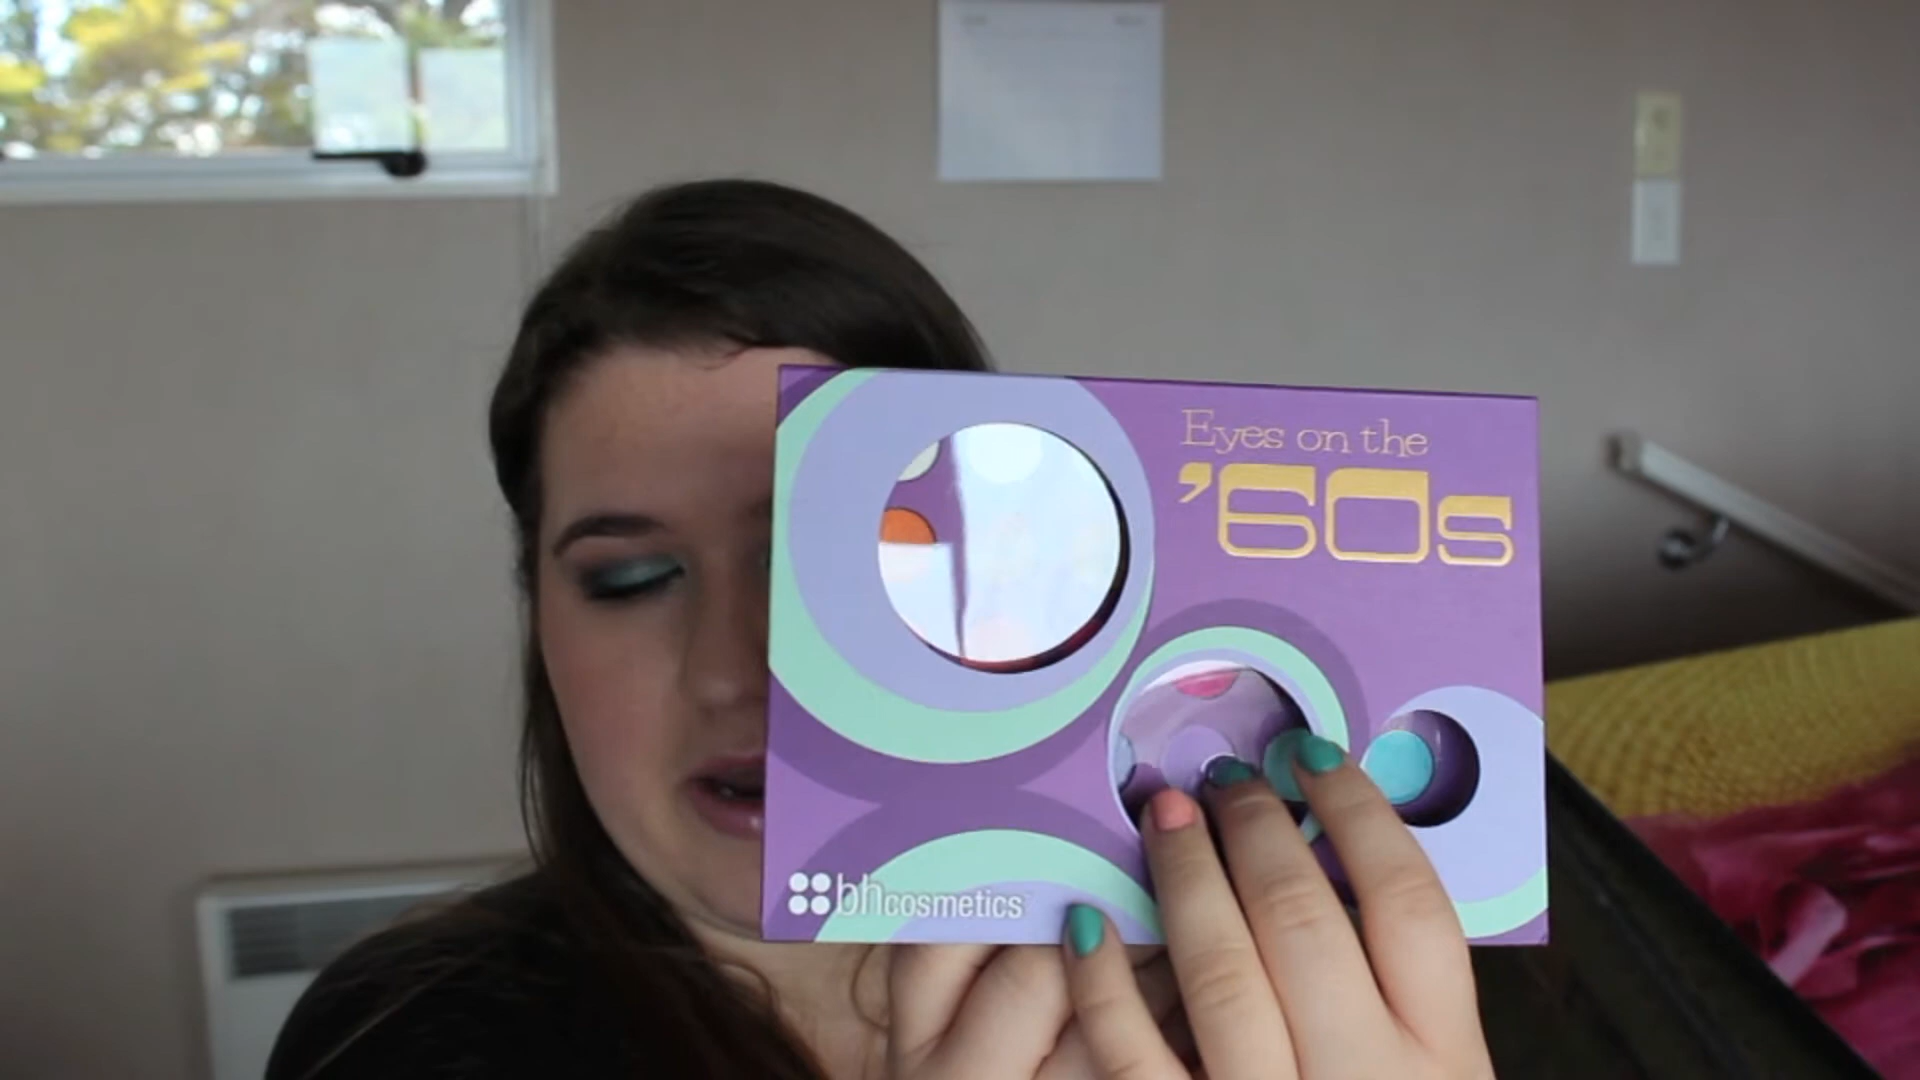 Eyes on the
'60s
bhcosmetics